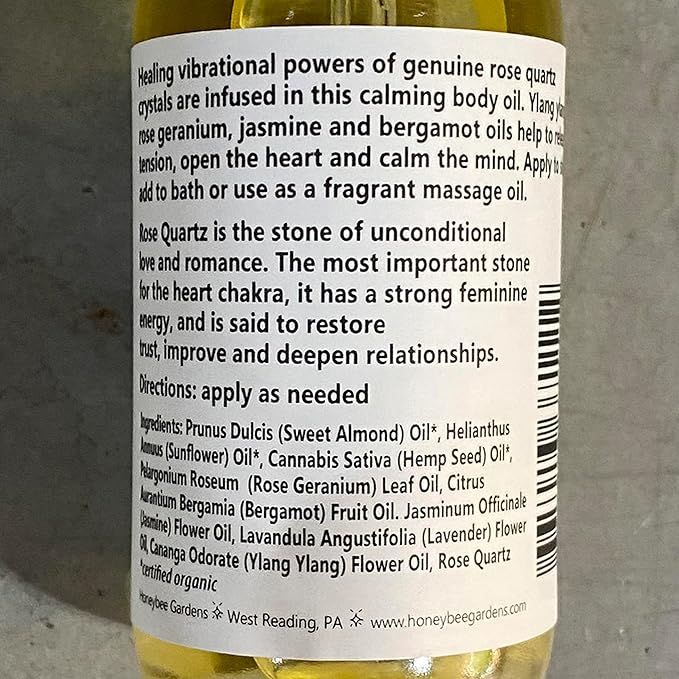 Healing vibrational powers of genuine rose quartz
crystals are infused in this calming body oil. Ylang
rose geranium, jasmine and bergamot oils help to
tension, open the heart and calm the mind. Apply to
add to bath or use as a fragrant massage oil.
Rose Quartz is the stone of unconditional
love and romance. The most important stone
for the heart chakra, it has a strong feminine
energy, and is said to restore
trust, improve and deepen relationships.
Directions: apply as needed
Ingredients: Prunus Dulcis (Sweet Almond) Oil*, Helianthus
Annuus (Sunflower) Oil*, Cannabis Sativa (Hemp Seed) Oil*,
Pelargonium Roseum (Rose Geranium) Leaf Oil, Citrus
Aurantium Bergamia (Bergamot) Fruit Oil. Jasminum Officinale
(Jasmine) Flower Oil, Lavandula Angustifolia (Lavender) Flower
Oil, Cananga Odorate (Ylang Ylang) Flower Oil, Rose Quartz
*certified organic
Honeybee Gardens West Reading, PA www.honeybeegardens.com